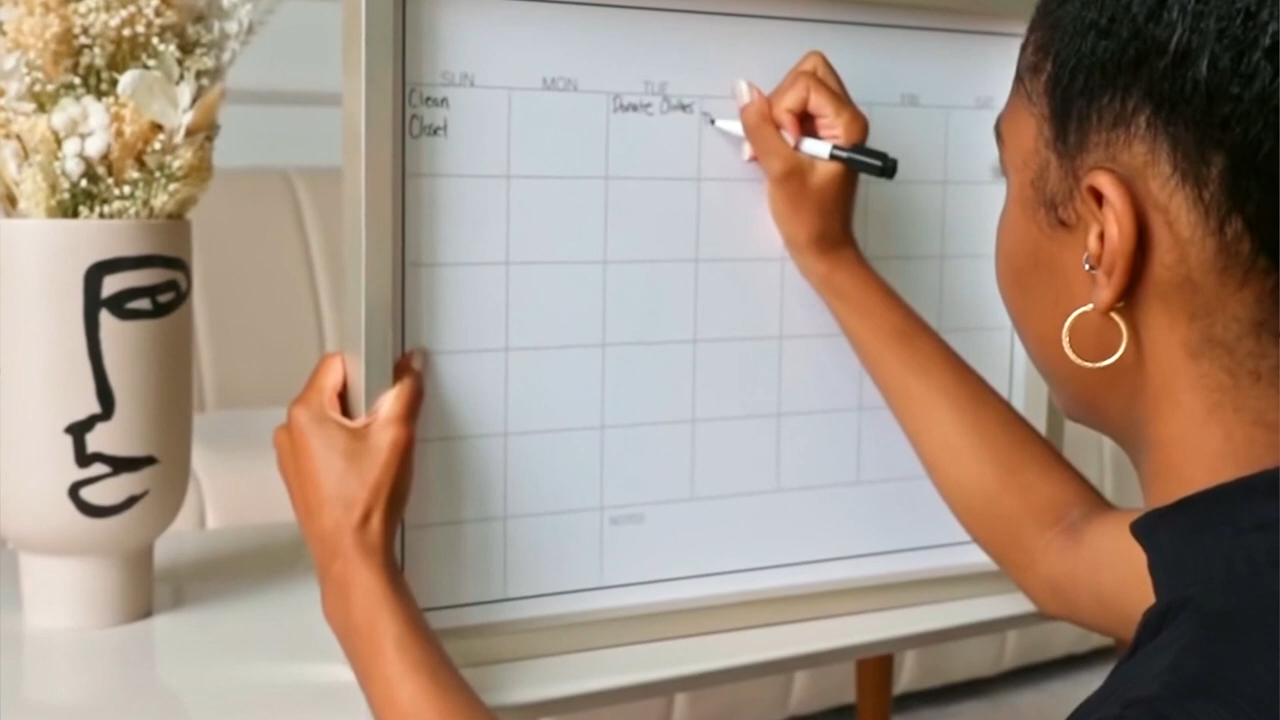 SUN MON TUE FRI SAT
Clean
Closet
Donate Clothes
NOTES